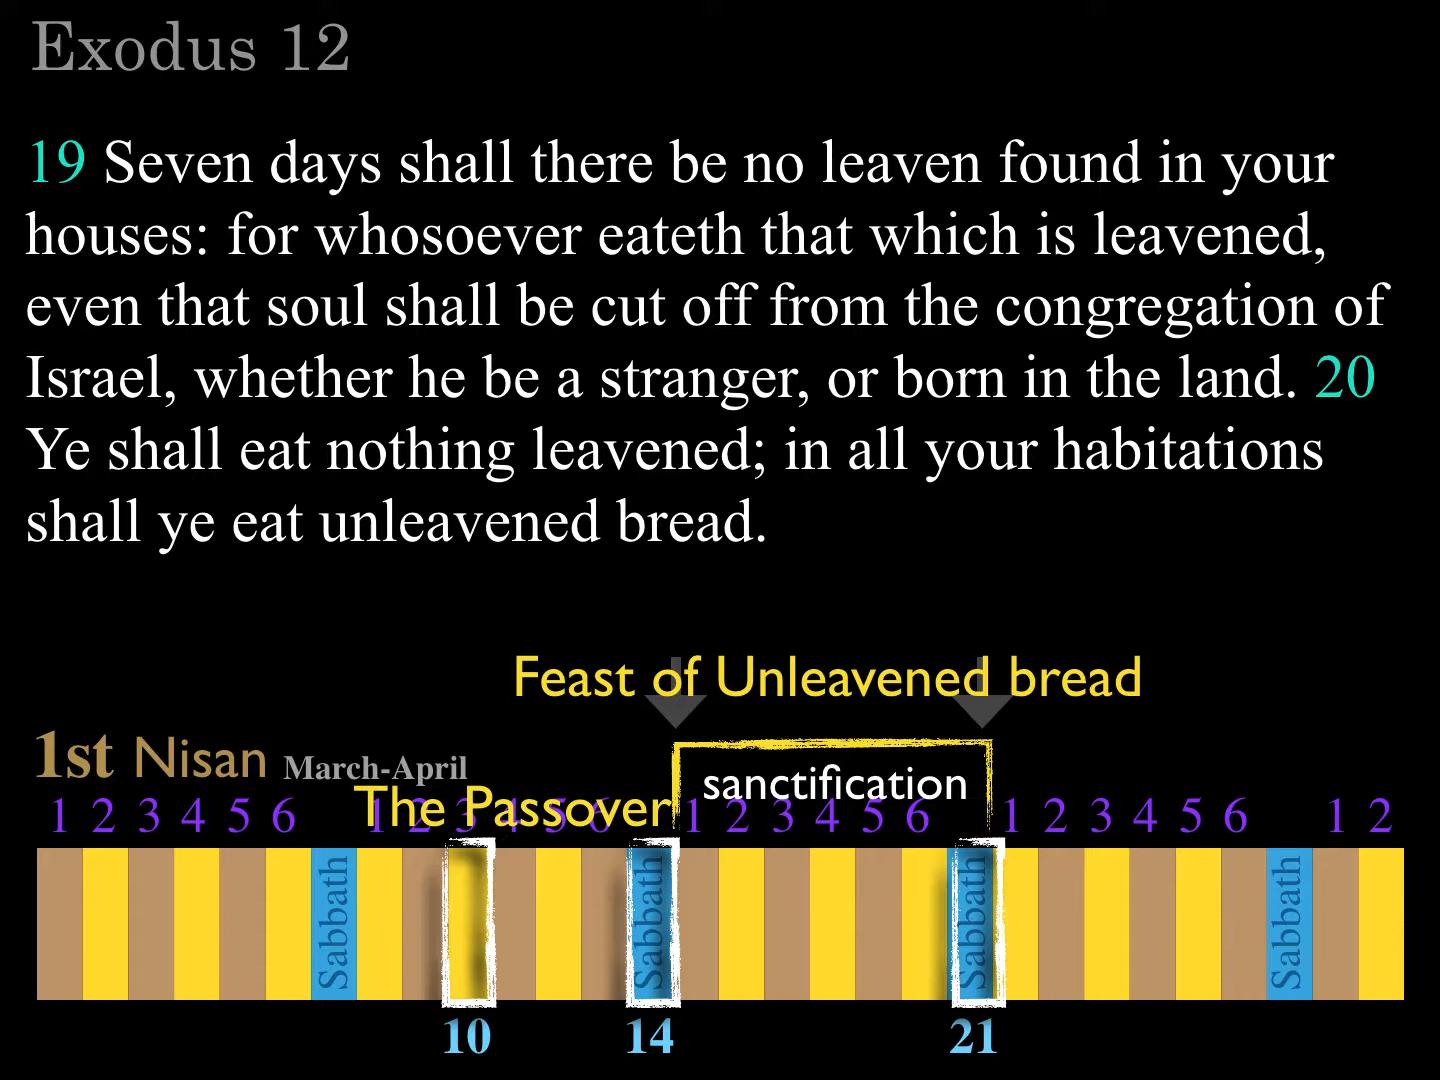 Exodus 12
19 Seven days shall there be no leaven found in your
houses: for whosoever eateth that which is leavened,
even that soul shall be cut off from the congregation of
Israel, whether he be a stranger, or born in the land. 20
Ye shall eat nothing leavened; in all your habitations
shall ye eat unleavened bread.
Feast of Unleavened bread
1st Nisan March-April
sanctification
The Passover
1 2 3 4 5 6 1 2 3 4 5 6 1 2 3 4 5 6 1 2 3 4 5 6 1 2
Sabbath Sabbath Sabbath Sabbath
10 14 21